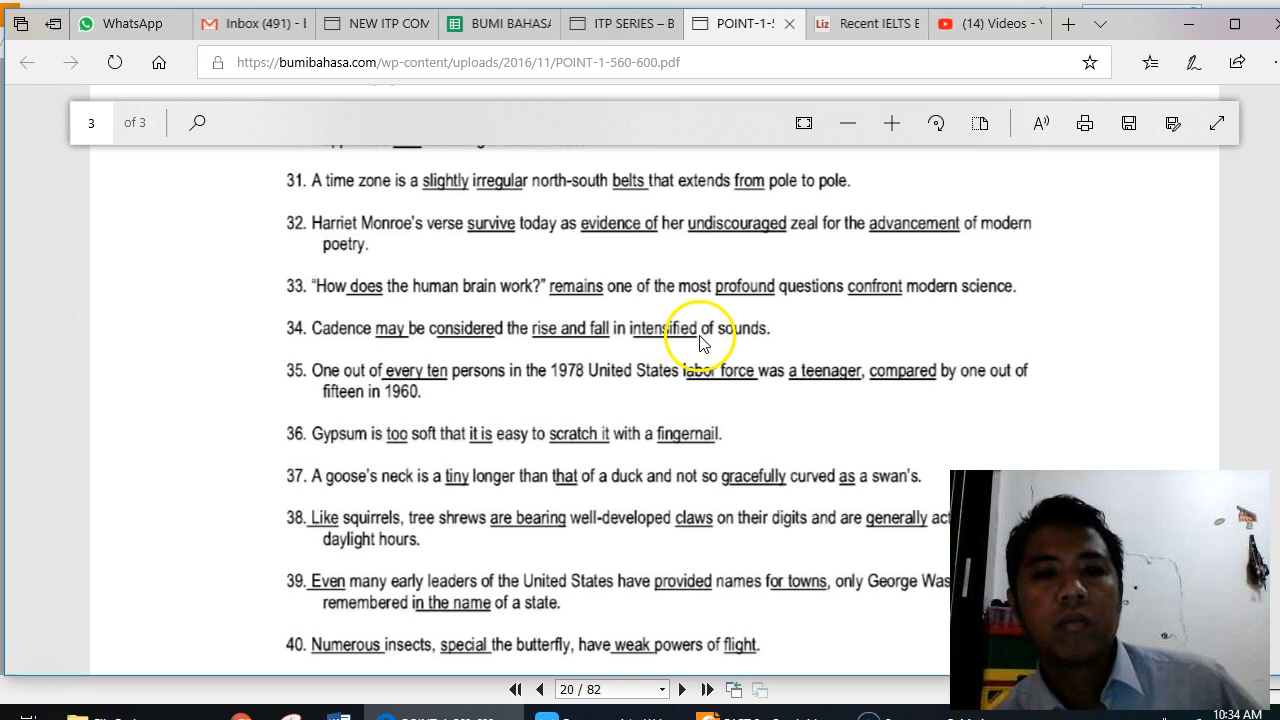 WhatsApp
Inbox (491) - l
NEW ITP COM
BUMI BAHASA
ITP SERIES – B
POINT-1-5
Liz Recent IELTS E
(14) Videos - Y
https://bumibahasa.com/wp-content/uploads/2016/11/POINT-1-560-600.pdf
3 of 3
31. A time zone is a slightly irregular north-south belts that extends from pole to pole.
32. Harriet Monroe's verse survive today as evidence of her undiscouraged zeal for the advancement of modern
poetry.
33. "How does the human brain work?" remains one of the most profound questions confront modern science.
34. Cadence may be considered the rise and fall in intensified of sounds.
35. One out of every ten persons in the 1978 United States labor force was a teenager, compared by one out of
fifteen in 1960.
36. Gypsum is too soft that it is easy to scratch it with a fingernail.
37. A goose's neck is a tiny longer than that of a duck and not so gracefully curved as a swan's.
38. Like squirrels, tree shrews are bearing well-developed claws on their digits and are generally act
daylight hours.
39. Even many early leaders of the United States have provided names for towns, only George Was
remembered in the name of a state.
40. Numerous insects, special the butterfly, have weak powers of flight.
20 / 82
10:34 AM